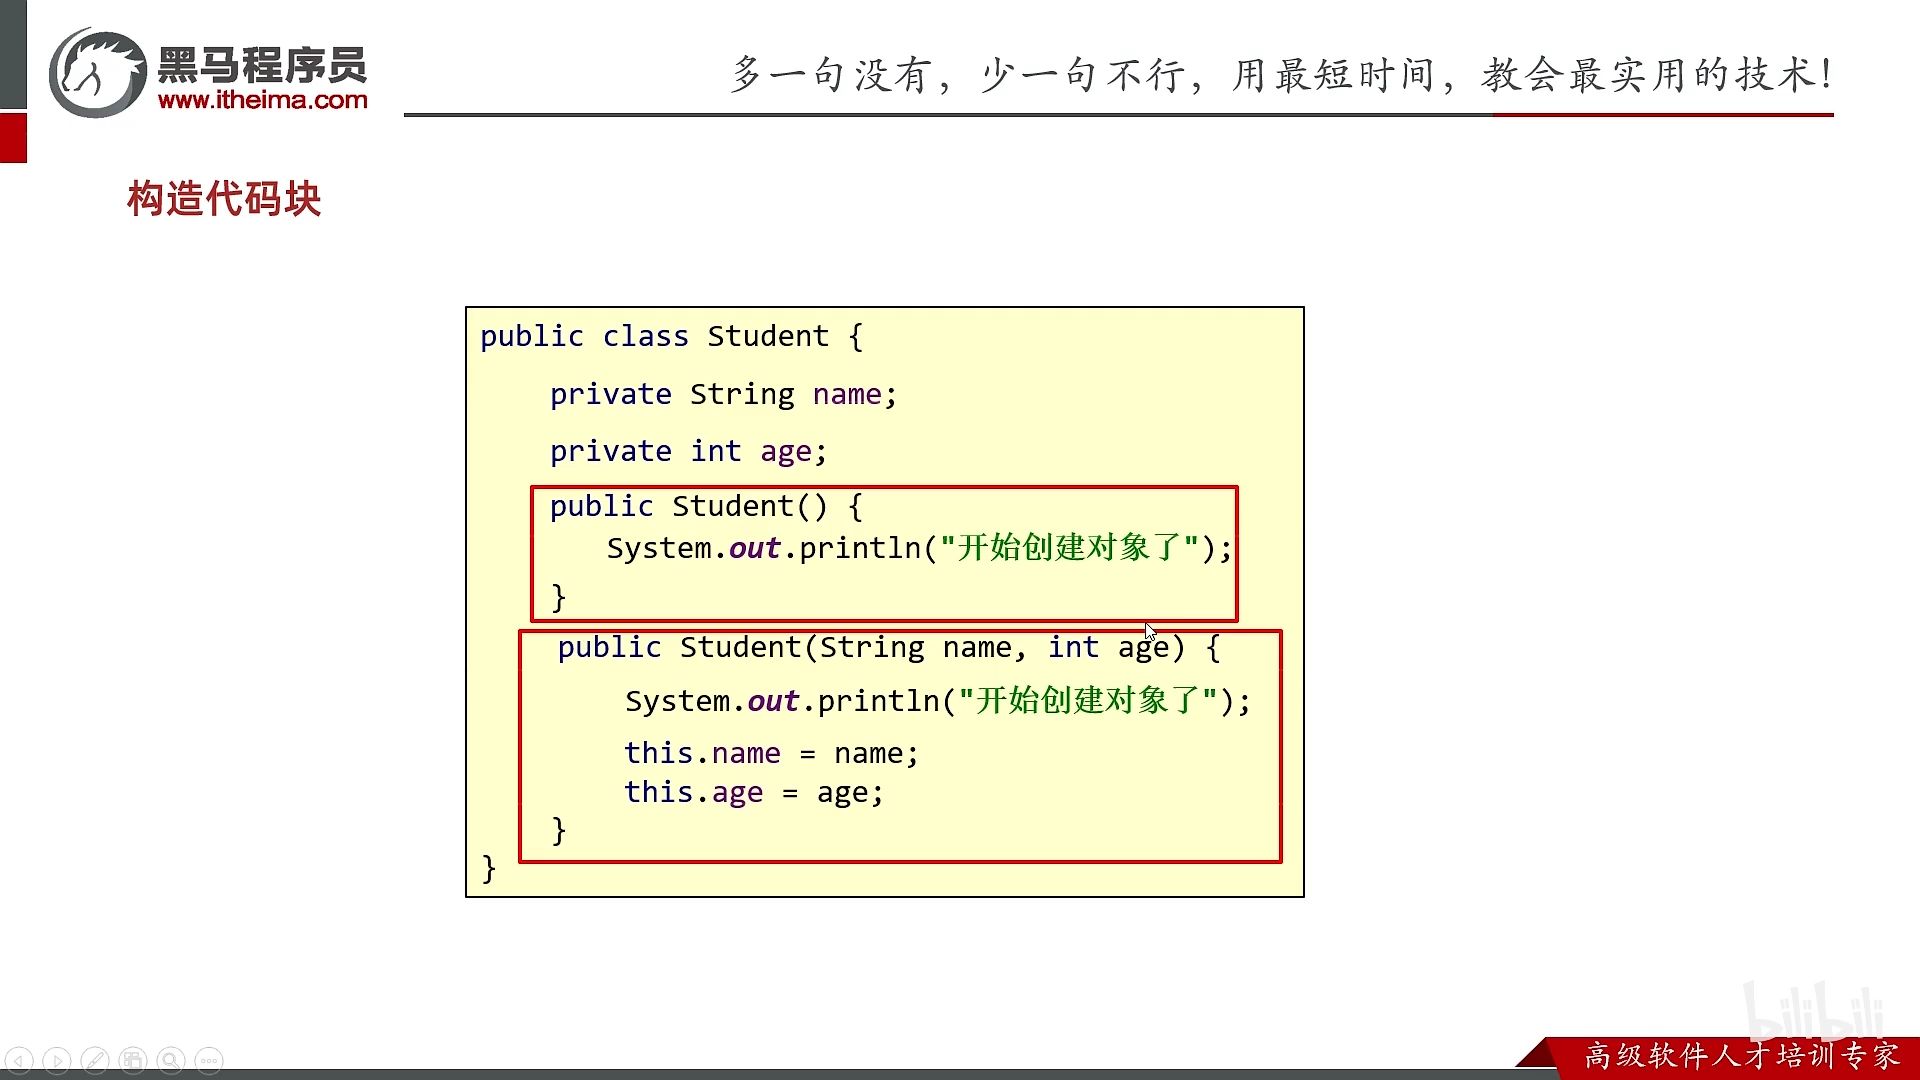 黑马程序员
www.itheima.com
多一句没有，少一句不行，用最短时间，教会最实用的技术！
构造代码块
public class Student {
private String name;
private int age;
public Student() {
System.out.println("开始创建对象了");
}
public Student(String name, int age) {
System.out.println("开始创建对象了");
this.name = name;
this.age = age;
}
}
bilibili
高级软件人才培训专家